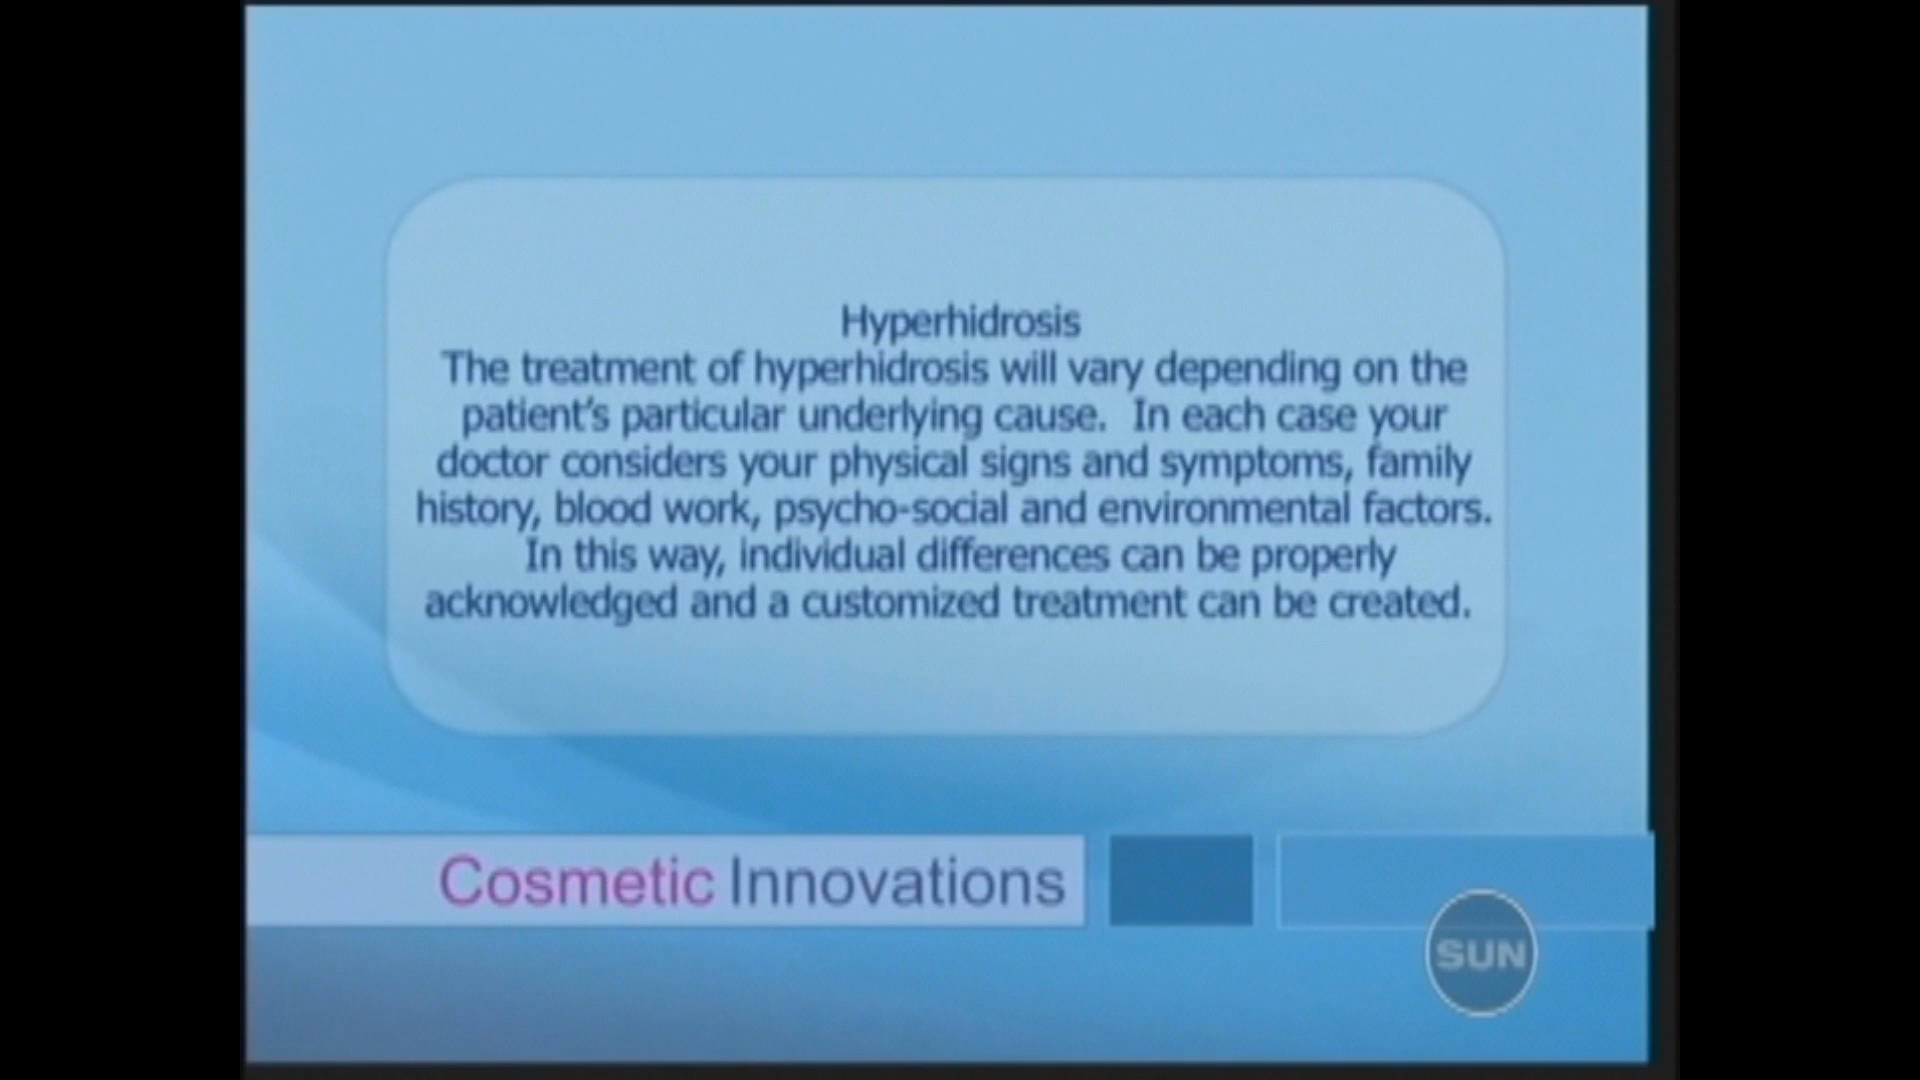 Hyperhidrosis
The treatment of hyperhidrosis will vary depending on the
patient's particular underlying cause.  In each case your
doctor considers your physical signs and symptoms, family
history, blood work, psycho-social and environmental factors.
In this way, individual differences can be properly
acknowledged and a customized treatment can be created.
Cosmetic Innovations
SUN